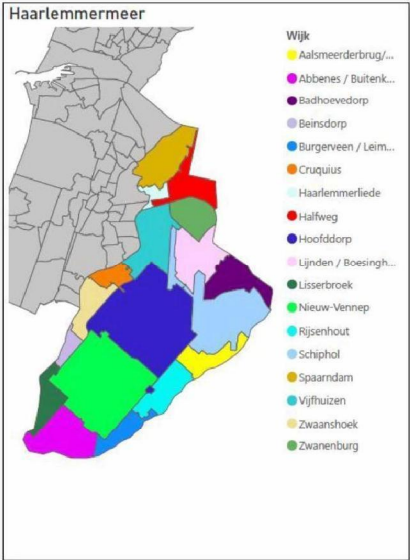 Haarlemmermeer
Wijk
Aalsmeerderbrug/...
Abbenes / Buitenk...
Badhoevedorp
Beinsdorp
Burgerveen / Leim...
Cruquius
Haarlemmerliede
Halfweg
Hoofddorp
Lijnden / Boesingh...
Lisserbroek
Nieuw-Vennep
Rijsenhout
Schiphol
Spaarndam
Vijfhuizen
Zwaanshoek
Zwanenburg